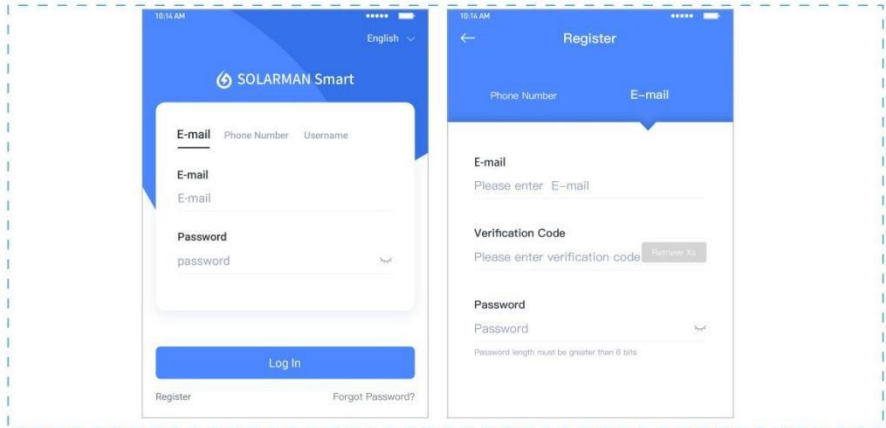 10:14 AM
English
SOLARMAN Smart
E-mail Phone Number Username
E-mail
E-mail
Password
password
Log In
Register Forgot Password?
10:14 AM
Register
Phone Number E-mail
E-mail
Please enter E-mail
Verification Code
Please enter verification code Retrieve Xs
Password
Password
Password length must be greater than 6 bits